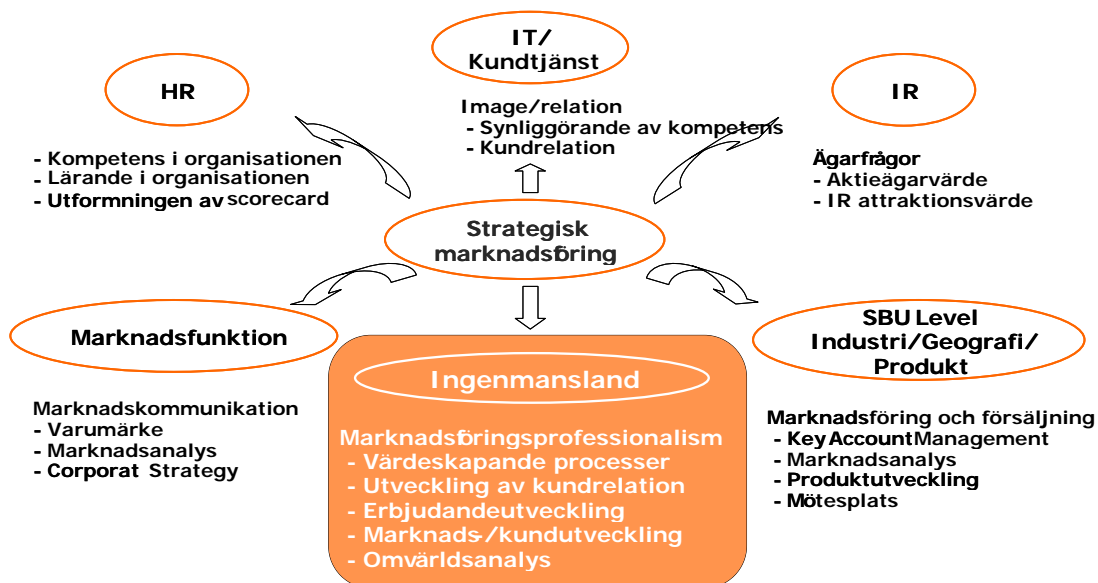 IT/
Kundtjänst
HR
IR
Image/relation
- Synliggörande av kompetens
- Kundrelation
- Kompetens i organisationen
- Lärande i organisationen
- Utformningen av scorecard
Ägarfrågor
- Aktieägarvärde
- IR attraktionsvärde
Strategisk
marknadsföring
Marknadsfunktion
SBU Level
Industri/Geografi/
Produkt
Ingenmansland
Marknadskommunikation
- Varumärke
- Marknadsanalys
- Corporat Strategy
Marknadsföringsprofessionalism
- Värdeskapande processer
- Utveckling av kundrelation
- Erbjudandeutveckling
- Marknads-/kundutveckling
- Omvärldsanalys
Marknadsföring och försäljning
- Key Account Management
- Marknadsanalys
- Produktutveckling
- Mötesplats